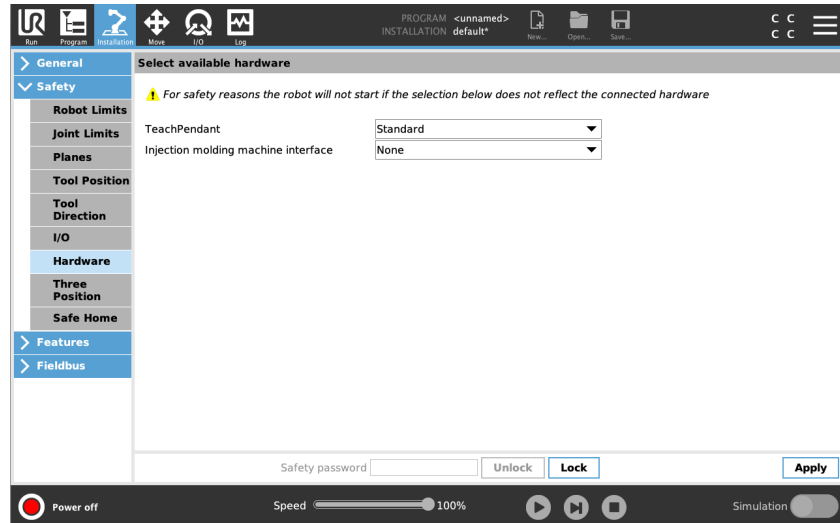 UR
Run
Program
Installation
Move
I/O
Log
PROGRAM <unnamed>
INSTALLATION default*
New...
Open...
Save...
C C
C C
General
Safety
Robot Limits
Joint Limits
Planes
Tool Position
Tool
Direction
I/O
Hardware
Three
Position
Safe Home
Features
Fieldbus
Select available hardware
For safety reasons the robot will not start if the selection below does not reflect the connected hardware
TeachPendant Standard
Injection molding machine interface None
Safety password Unlock Lock Apply
Power off Speed 100% Simulation